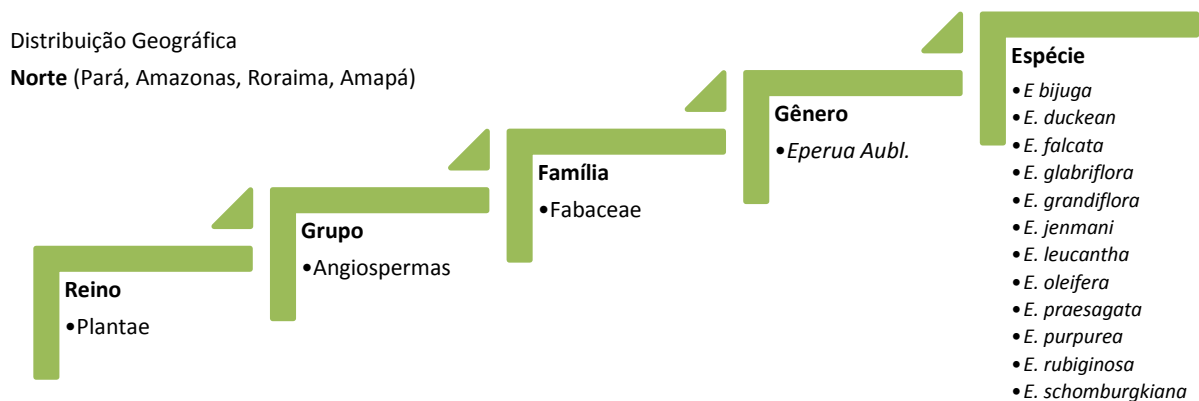 Distribuição Geográfica
Norte (Pará, Amazonas, Roraima, Amapá)
Reino
•Plantae
Grupo
•Angiospermas
Família
•Fabaceae
Gênero
•Eperua Aubl.
Espécie
•E bijuga
•E. duckean
•E. falcata
•E. glabriflora
•E. grandiflora
•E. jenmani
•E. leucantha
•E. oleifera
•E. praesagata
•E. purpurea
•E. rubiginosa
•E. schomburgkiana